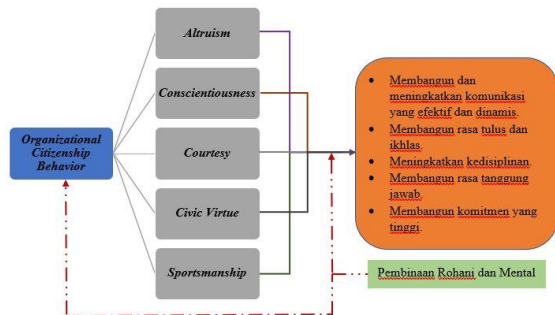 Organizational
Citizenship
Behavior
Altruism
Conscientiousness
Courtesy
Civic Virtue
Sportsmanship
• Membangun dan
meningkatkan komunikasi
yang efektif dan dinamis.
• Membangun rasa tulus dan
ikhlas.
• Meningkatkan kedisiplinan.
• Membangun rasa tanggung
jawab.
• Membangun komitmen yang
tinggi.
Pembinaan Rohani dan Mental